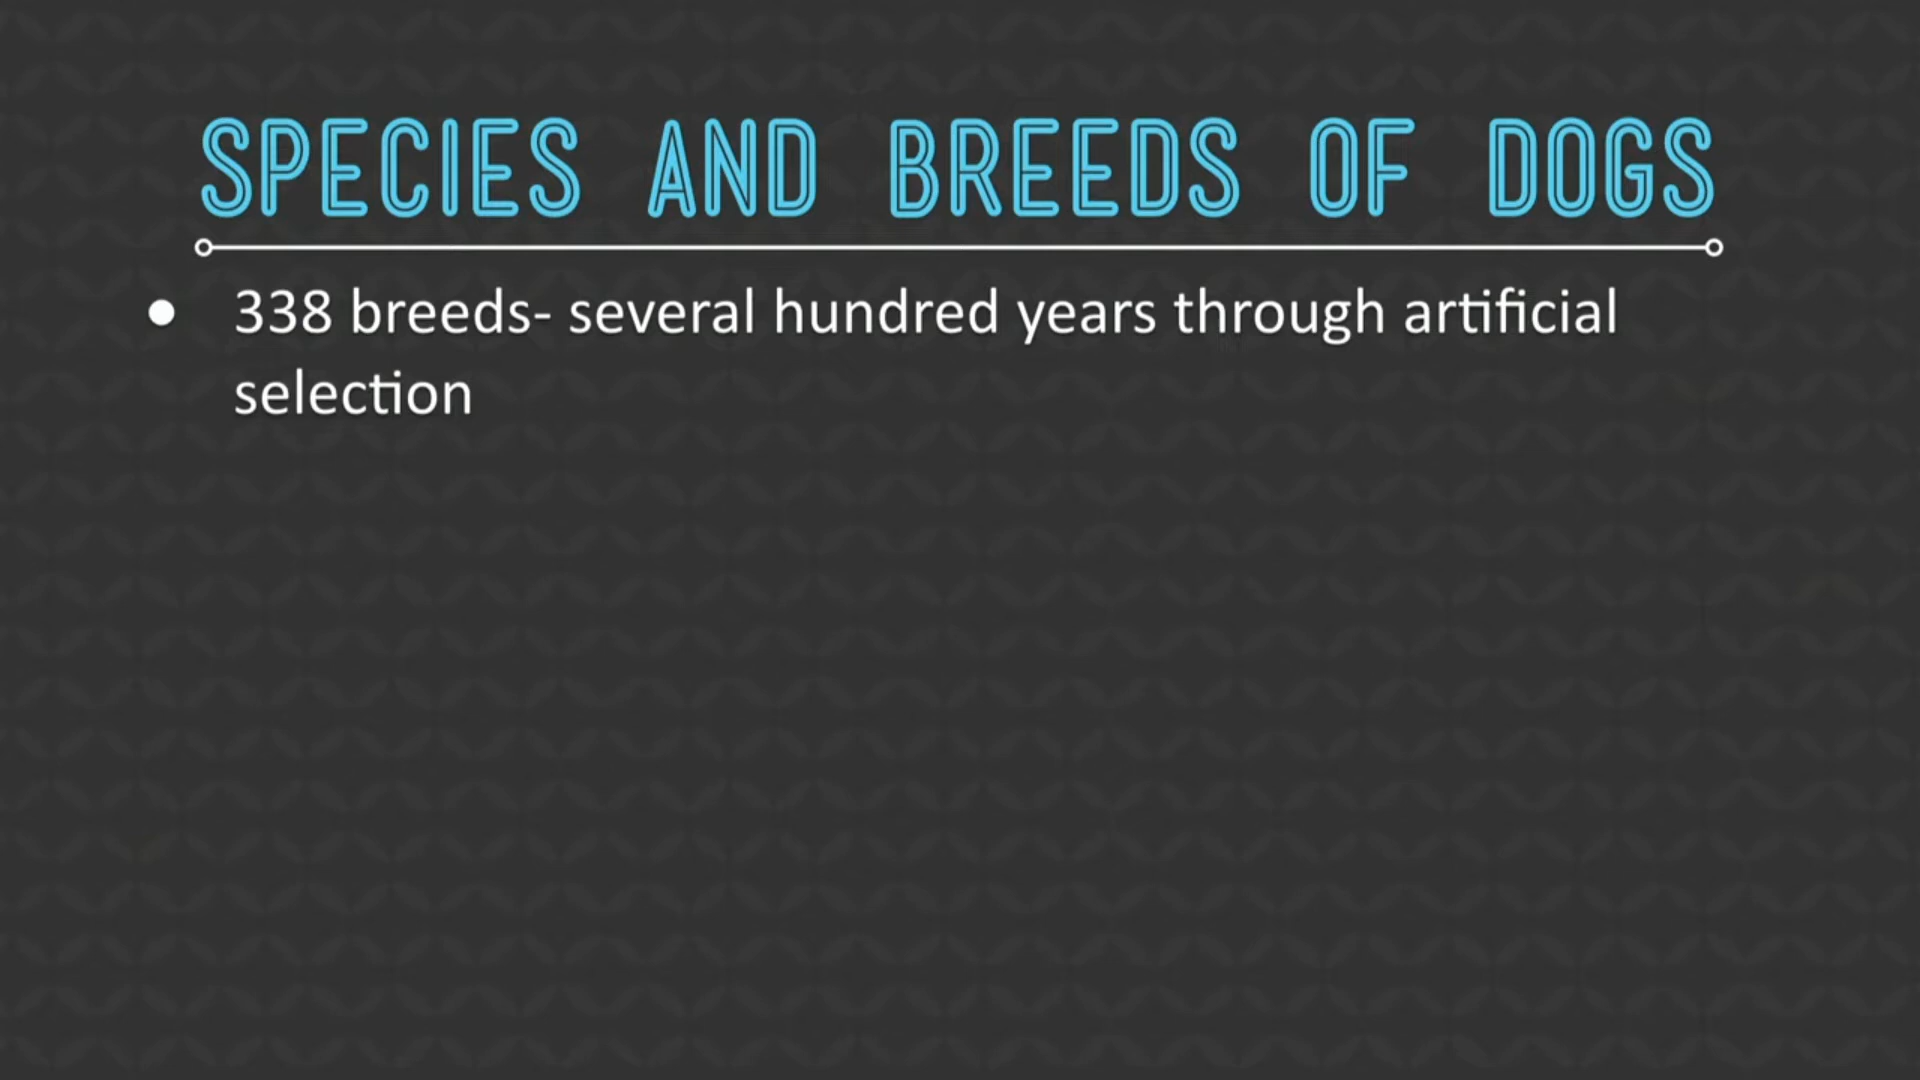 SPECIES AND BREEDS OF DOGS
● 338 breeds- several hundred years through artificial
selection